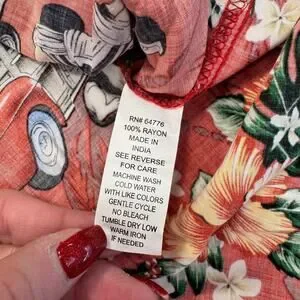 RN# 64776
100% RAYON
MADE IN
INDIA
SEE REVERSE
FOR CARE
MACHINE WASH
COLD WATER
WITH LIKE COLORS
GENTLE CYCLE
NO BLEACH
TUMBLE DRY LOW
WARM IRON
IF NEEDED